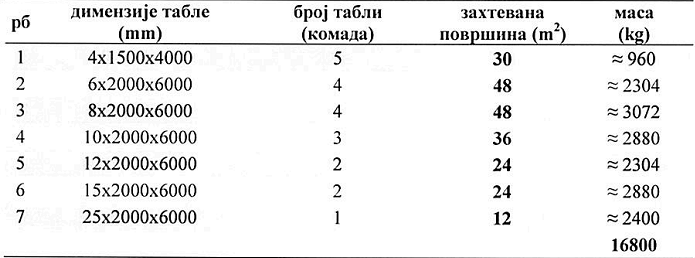 рб димензије табле (mm) број табли (комада) захтевана површина (m²) маса (kg)
1 4x1500x4000 5 30 ≈960
2 6x2000x6000 4 48 ≈2304
3 8x2000x6000 4 48 ≈3072
4 10x2000x6000 3 36 ≈2880
5 12x2000x6000 2 24 ≈2304
6 15x2000x6000 2 24 ≈2880
7 25x2000x6000 1 12 ≈2400
16800